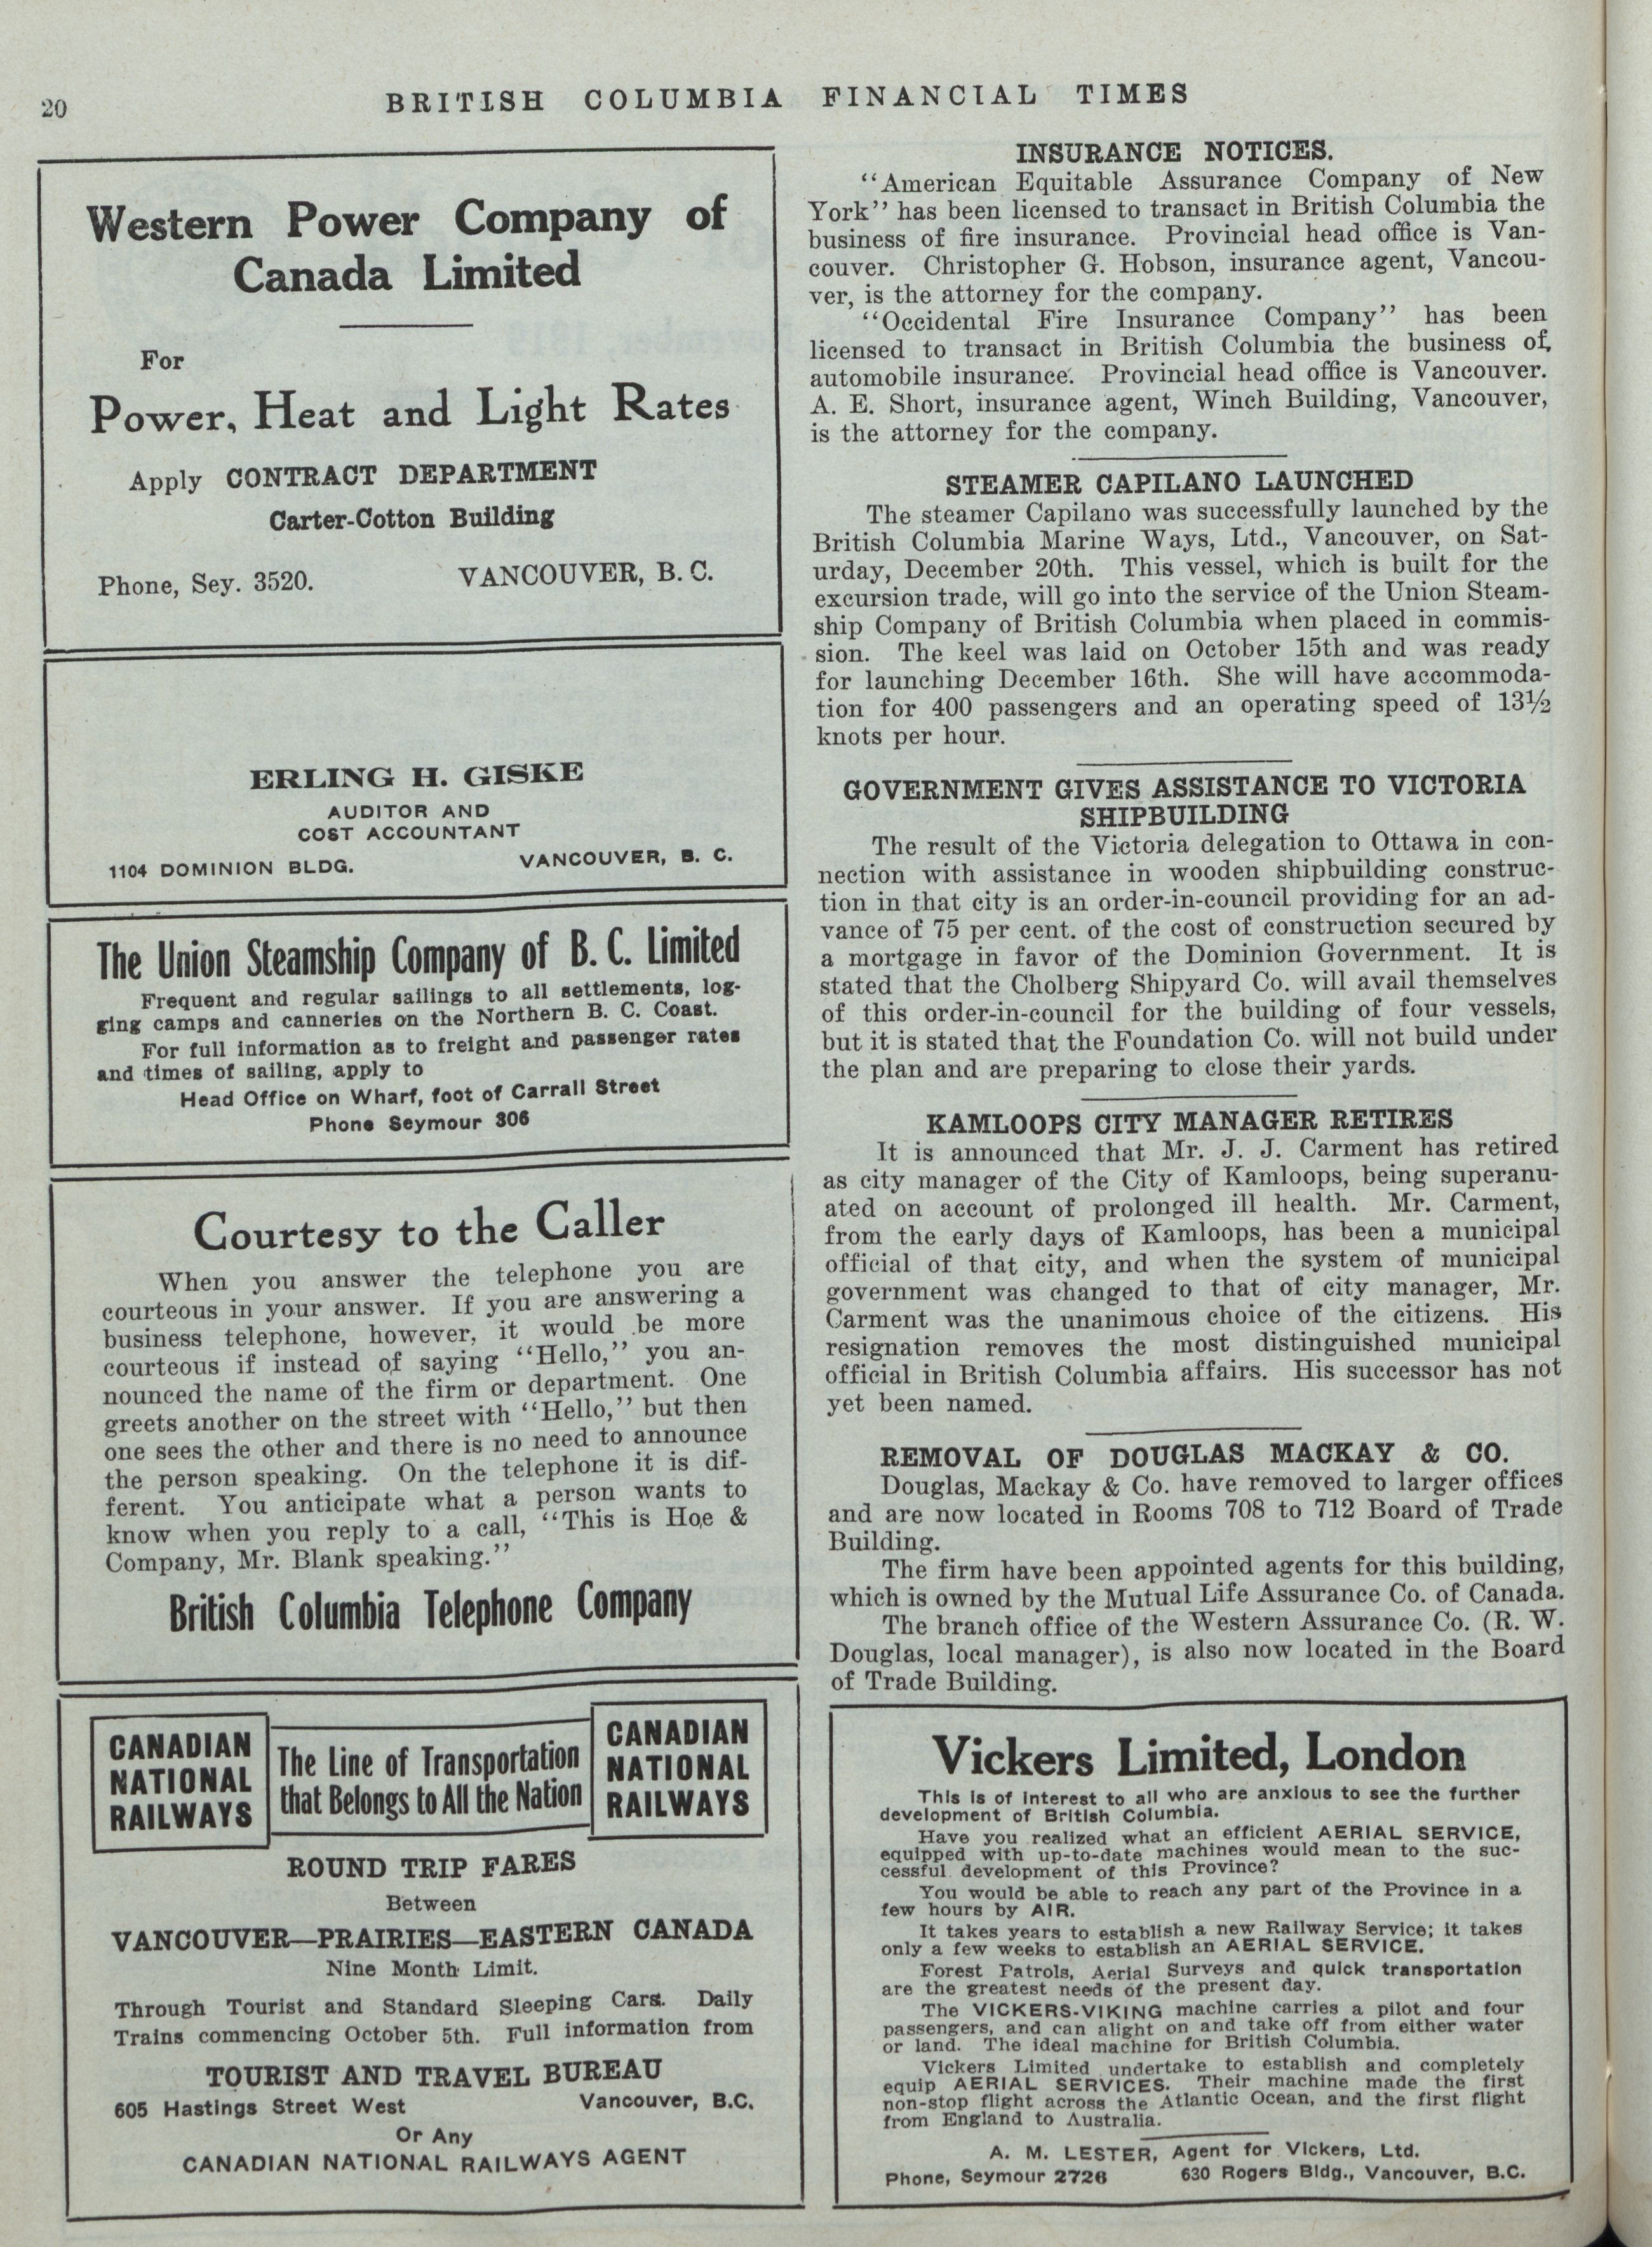 20
BRITISH COLUMBIA FINANCIAL TIMES
Western Power Company of
Canada Limited
For
Power, Heat and Light Rates
Apply CONTRACT DEPARTMENT
Carter-Cotton Building
Phone, Sey. 3520.
VANCOUVER, B. C.
ERLING H. GISKE
AUDITOR AND
COST ACCOUNTANT
1104 DOMINION BLDG.
VANCOUVER, B. C.
The Union Steamship Company of B. C. Limited
Frequent and regular sailings to all settlements, log-
ging camps and canneries on the Northern B. C. Coast.
For full information as to freight and passenger rates
and times of sailing, apply to
Head Office on Wharf, foot of Carrall Street
Phone Seymour 306
Courtesy to the Caller
When you answer the telephone you are
courteous in your answer. If you are answering a
business telephone, however, it would be more
courteous if instead of saying "Hello," you an-
nounced the name of the firm or department. One
greets another on the street with "Hello," but then
one sees the other and there is no need to announce
the person speaking. On the telephone it is dif-
ferent. You anticipate what a person wants to
know when you reply to a call, "This is Hoe &
Company, Mr. Blank speaking."
British Columbia Telephone Company
CANADIAN
NATIONAL
RAILWAYS
The Line of Transportation
that Belongs to All the Nation
CANADIAN
NATIONAL
RAILWAYS
ROUND TRIP FARES
Between
VANCOUVER—PRAIRIES—EASTERN CANADA
Nine Month Limit.
Through Tourist and Standard Sleeping Cars. Daily
Trains commencing October 5th. Full information from
TOURIST AND TRAVEL BUREAU
605 Hastings Street West
Vancouver, B.C.
Or Any
CANADIAN NATIONAL RAILWAYS AGENT
INSURANCE NOTICES.
"American Equitable Assurance Company of New
York" has been licensed to transact in British Columbia the
business of fire insurance. Provincial head office is Van-
couver. Christopher G. Hobson, insurance agent, Vancou-
ver, is the attorney for the company.
"Occidental Fire Insurance Company" has been
licensed to transact in British Columbia the business of
automobile insurance. Provincial head office is Vancouver.
A. E. Short, insurance agent, Winch Building, Vancouver,
is the attorney for the company.
STEAMER CAPILANO LAUNCHED
The steamer Capilano was successfully launched by the
British Columbia Marine Ways, Ltd., Vancouver, on Sat-
urday, December 20th. This vessel, which is built for the
excursion trade, will go into the service of the Union Steam-
ship Company of British Columbia when placed in commis-
sion. The keel was laid on October 15th and was ready
for launching December 16th. She will have accommoda-
tion for 400 passengers and an operating speed of 13½
knots per hour.
GOVERNMENT GIVES ASSISTANCE TO VICTORIA
SHIPBUILDING
The result of the Victoria delegation to Ottawa in con-
nection with assistance in wooden shipbuilding construc-
tion in that city is an order-in-council providing for an ad-
vance of 75 per cent. of the cost of construction secured by
a mortgage in favor of the Dominion Government. It is
stated that the Cholberg Shipyard Co. will avail themselves
of this order-in-council for the building of four vessels,
but it is stated that the Foundation Co. will not build under
the plan and are preparing to close their yards.
KAMLOOPS CITY MANAGER RETIRES
It is announced that Mr. J. J. Carment has retired
as city manager of the City of Kamloops, being superanu-
ated on account of prolonged ill health. Mr. Carment,
from the early days of Kamloops, has been a municipal
official of that city, and when the system of municipal
government was changed to that of city manager, Mr.
Carment was the unanimous choice of the citizens. His
resignation removes the most distinguished municipal
official in British Columbia affairs. His successor has not
yet been named.
REMOVAL OF DOUGLAS MACKAY & CO.
Douglas, Mackay & Co. have removed to larger offices
and are now located in Rooms 708 to 712 Board of Trade
Building.
The firm have been appointed agents for this building,
which is owned by the Mutual Life Assurance Co. of Canada.
The branch office of the Western Assurance Co. (R. W.
Douglas, local manager), is also now located in the Board
of Trade Building.
Vickers Limited, London
This is of interest to all who are anxious to see the further
development of British Columbia.
Have you realized what an efficient AERIAL SERVICE,
equipped with up-to-date machines would mean to the suc-
cessful development of this Province?
You would be able to reach any part of the Province in a
few hours by AIR.
It takes years to establish a new Railway Service; it takes
only a few weeks to establish an AERIAL SERVICE.
Forest Patrols, Aerial Surveys and quick transportation
are the greatest needs of the present day.
The VICKERS-VIKING machine carries a pilot and four
passengers, and can alight on and take off from either water
or land. The ideal machine for British Columbia.
Vickers Limited undertake to establish and completely
equip AERIAL SERVICES. Their machine made the first
non-stop flight across the Atlantic Ocean, and the first flight
from England to Australia.
A. M. LESTER, Agent for Vickers, Ltd.
Phone, Seymour 2726
630 Rogers Bldg., Vancouver, B.C.